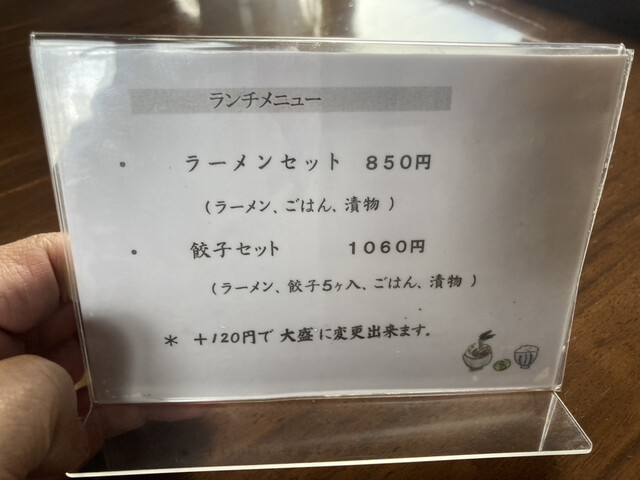 ランチメニュー
・ ラーメンセット 850円
(ラーメン、ごはん、漬物)
・ 餃子セット 1060円
(ラーメン、餃子5ヶ入、ごはん、漬物)
* +120円で大盛に変更出来ます。